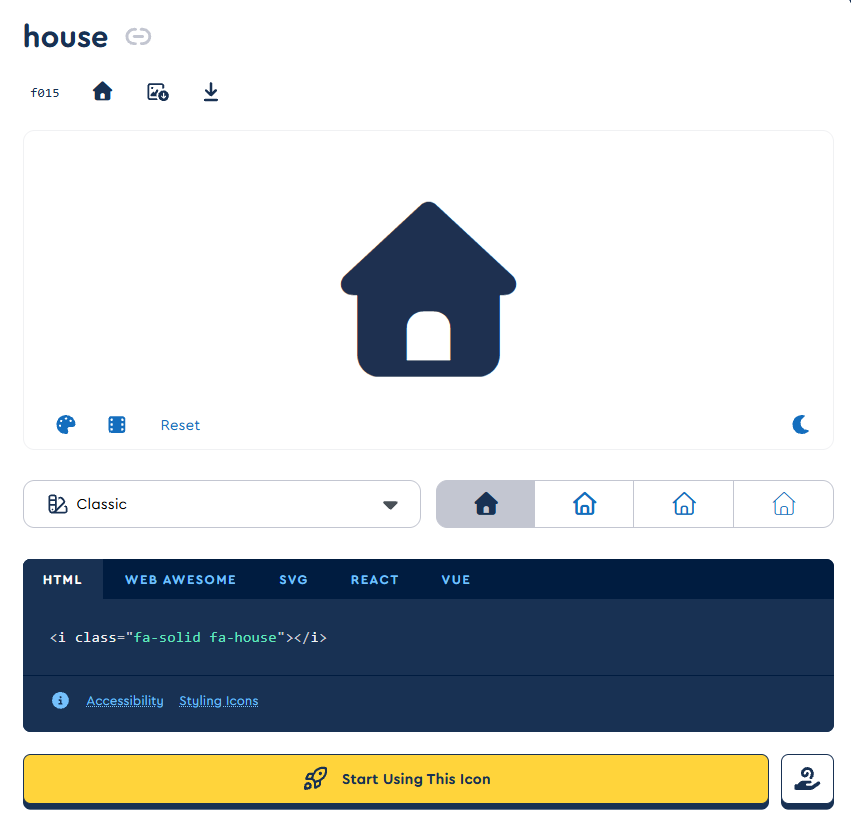 house
f015
Reset
Classic
HTML WEB AWESOME SVG REACT VUE
<i class="fa-solid fa-house"></i>
Accessibility Styling Icons
Start Using This Icon